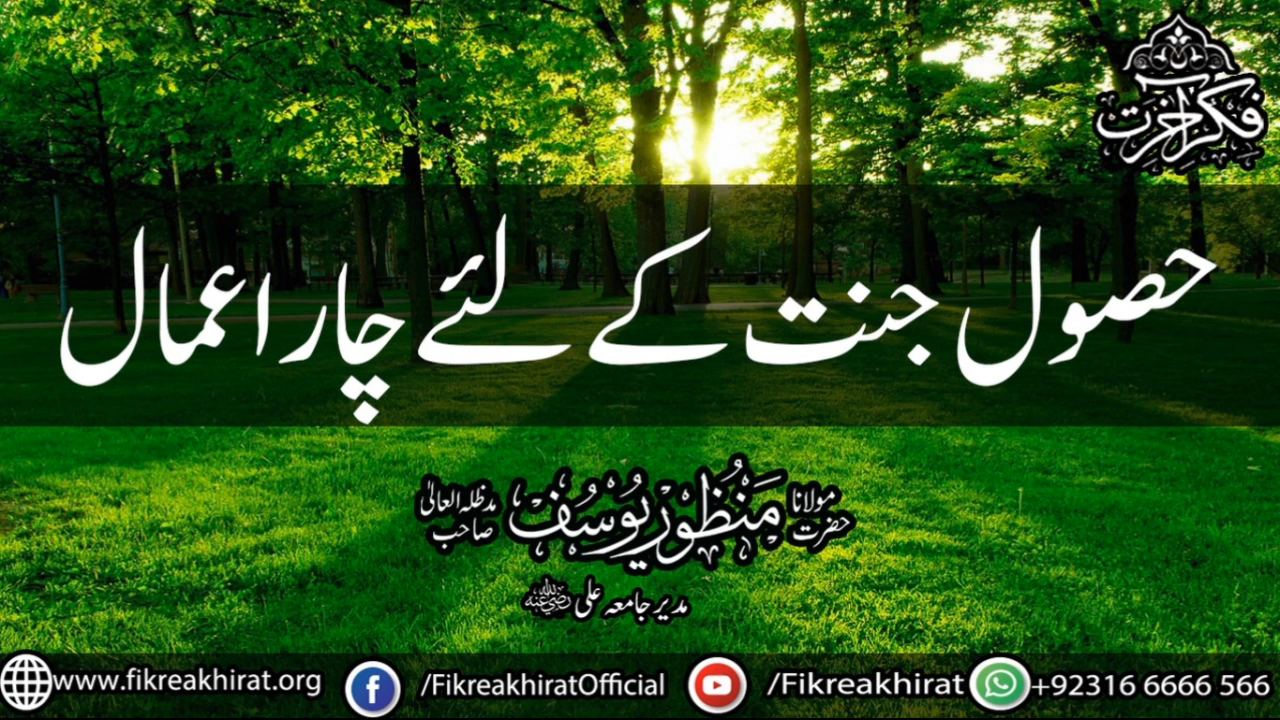 فکر آخرت
حصول جنت کے لئے چار اعمال
حضرت مولانا منظور یوسف صاحب مدظلہ العالیٰ
مدیر جامعہ علی رضی اللہ عنہ
www.fikreakhirat.org /FikreakhiratOfficial /Fikreakhirat +92316 6666 566